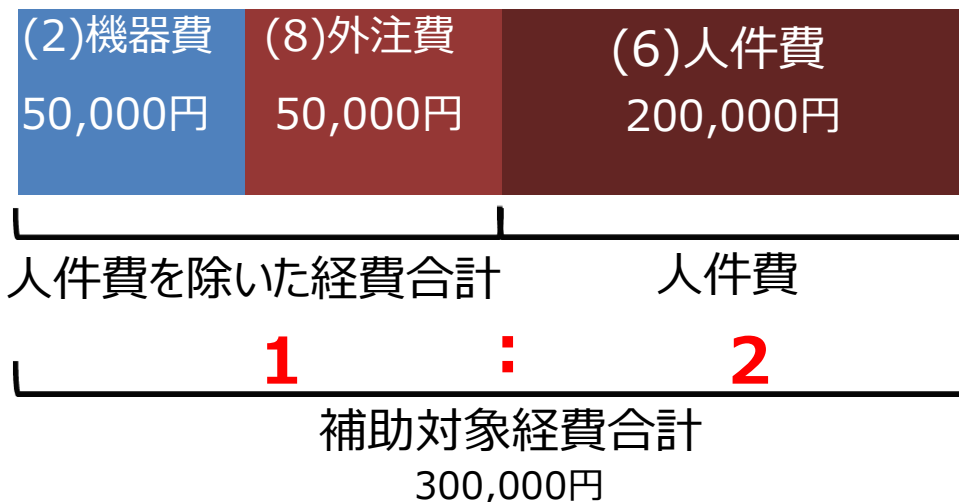 (2)機器費
50,000円
(8)外注費
50,000円
(6)人件費
200,000円
人件費を除いた経費合計
人件費
1 : 2
補助対象経費合計
300,000円